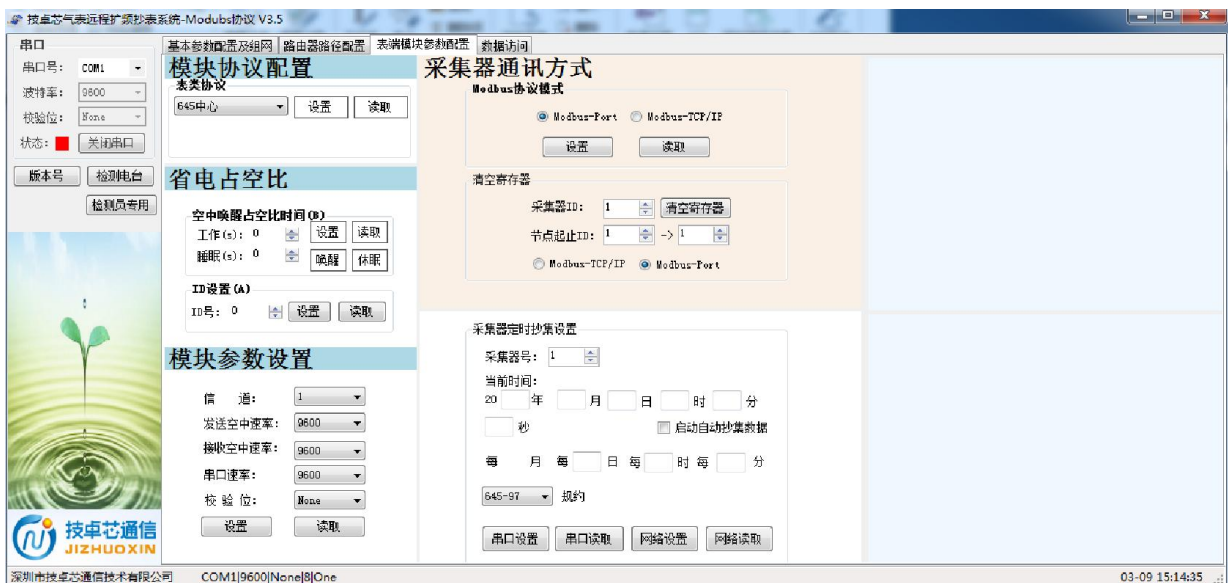 技卓芯气表远程扩频抄表系统-Modubs协议 V3.5
串口
串口号: COM1
波特率: 9600
校验位: None
状态: 关闭串口
版本号 检测电台
检测员专用
基本参数配置及组网 路由器路径配置 表端模块参数配置 数据访问
模块协议配置
表类协议
645中心 设置 读取
省电占空比
空中唤醒占空比时间(B)
工作(s): 0 设置 读取
睡眠(s): 0 唤醒 休眠
ID设置(A)
ID号: 0 设置 读取
模块参数设置
信 道: 1
发送空中速率: 9600
接收空中速率: 9600
串口速率: 9600
校 验 位: None
设置 读取
采集器通讯方式
Modbus协议模式
Modbus-Port Modbus-TCP/IP
设置 读取
清空寄存器
采集器ID: 1 清空寄存器
节点起止ID: 1 -> 1
Modbus-TCP/IP Modbus-Port
采集器定时抄集设置
采集器号: 1
当前时间:
20 年 月 日 时 分
秒 启动自动抄集数据
每 月 每 日 每 时 每 分
645-97 规约
串口设置 串口读取 网络设置 网络读取
技卓芯通信
JIZHUOXIN
深圳市技卓芯通信技术有限公司 COM1|9600|None|8|One 03-09 15:14:35